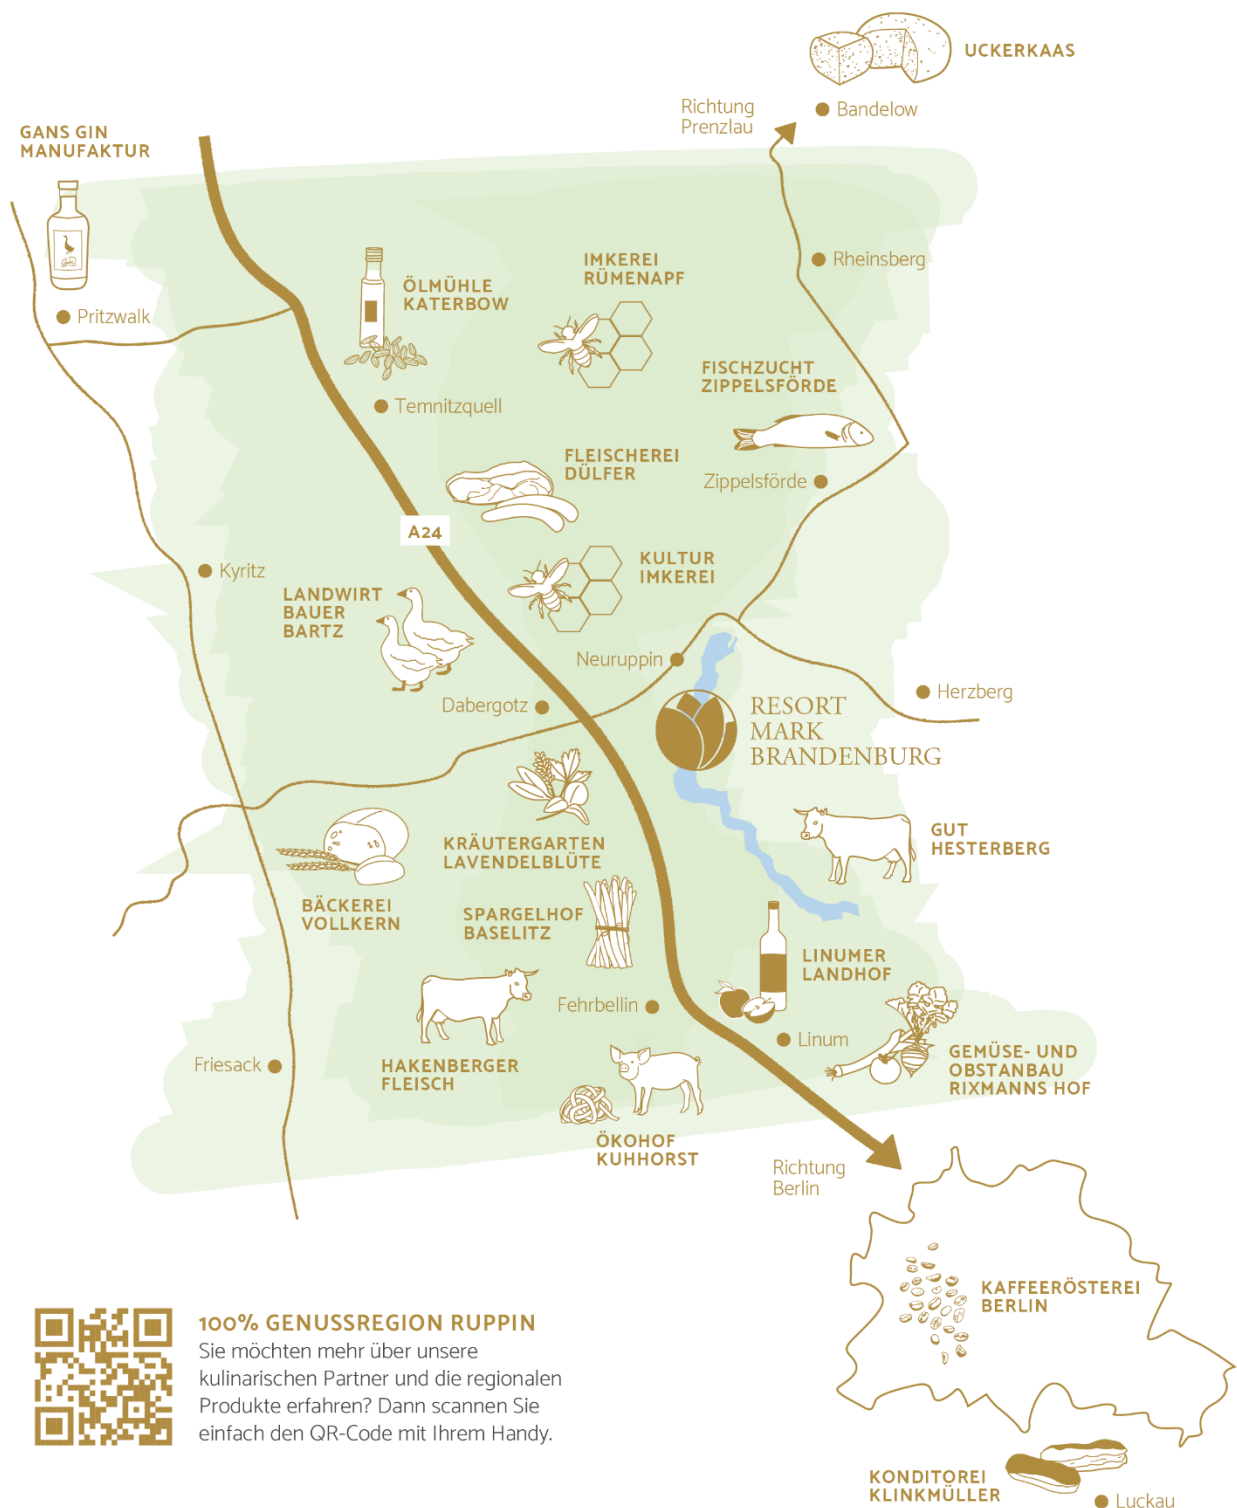 UCKERKAAS
Richtung
Prenzlau
Bandelow
GANS GIN
MANUFAKTUR
Pritzwalk
ÖLMÜHLE
KATERBOW
Temnitzquell
IMKEREI
RÜMENAPF
Rheinsberg
FISCHZUCHT
ZIPPELSFÖRDE
Zippelsförde
FLEISCHEREI
DÜLFER
A24
Kyritz
KULTUR
IMKEREI
LANDWIRT
BAUER
BARTZ
Neuruppin
Dabergotz
Herzberg
RESORT
MARK
BRANDENBURG
KRÄUTERGARTEN
LAVENDELBLÜTE
GUT
HESTERBERG
BÄCKEREI
VOLLKERN
SPARGELHOF
BASELITZ
LINUMER
LANDHOF
Fehrbellin
Linum
HAKENBERGER
FLEISCH
Friesack
GEMÜSE- UND
OBSTANBAU
RIXMANNS HOF
ÖKOHOF
KUHHORST
Richtung
Berlin
KAFFEERÖSTEREI
BERLIN
100% GENUSSREGION RUPPIN
Sie möchten mehr über unsere
kulinarischen Partner und die regionalen
Produkte erfahren? Dann scannen Sie
einfach den QR-Code mit Ihrem Handy.
KONDITOREI
KLINKMÜLLER
Luckau